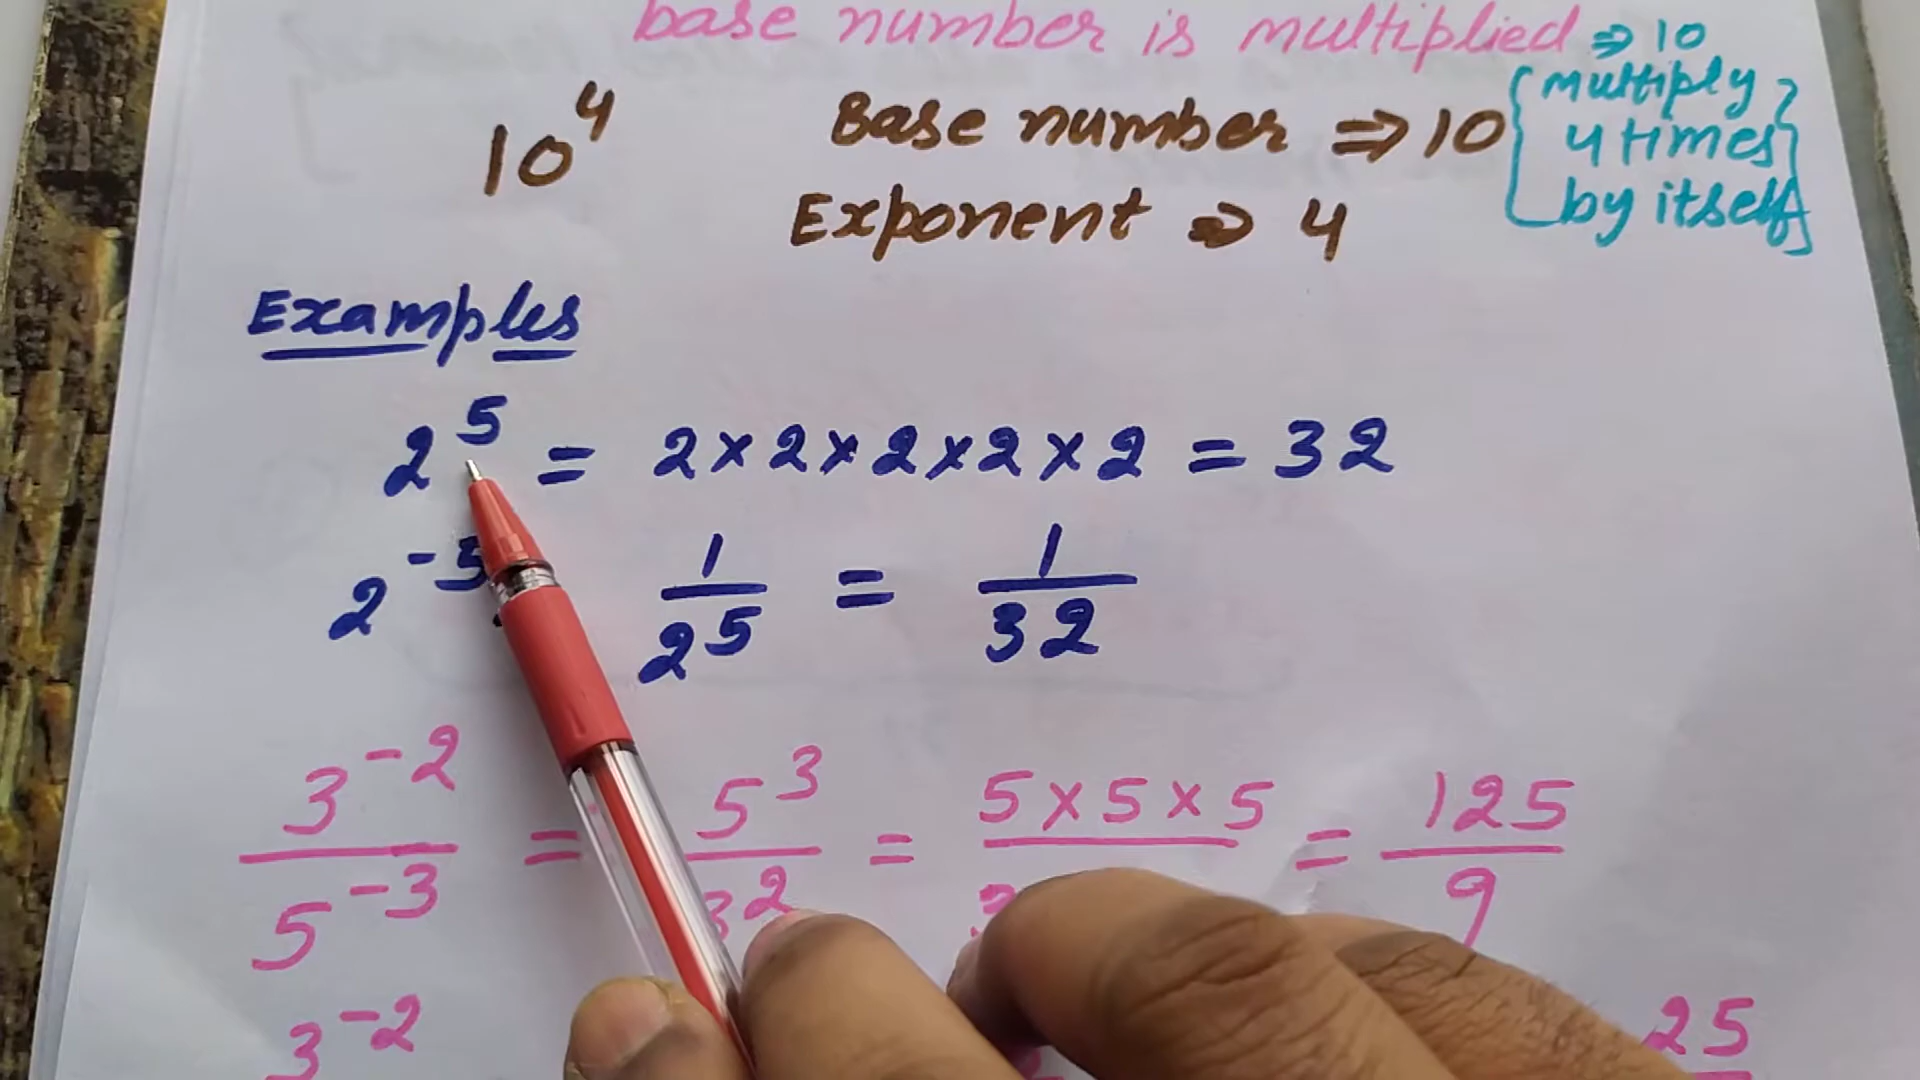 base number is multiplied ⇒ 10
{ multiply }
4 times
by itself
10⁴ Base number ⇒ 10
Exponent ⇒ 4
Examples
2⁵ = 2 × 2 × 2 × 2 × 2 = 32
2⁻⁵ 1/2⁵ = 1/32
3⁻²/5⁻³ = 5³/3² = 5 × 5 × 5/3 = 125/9
3⁻² 25